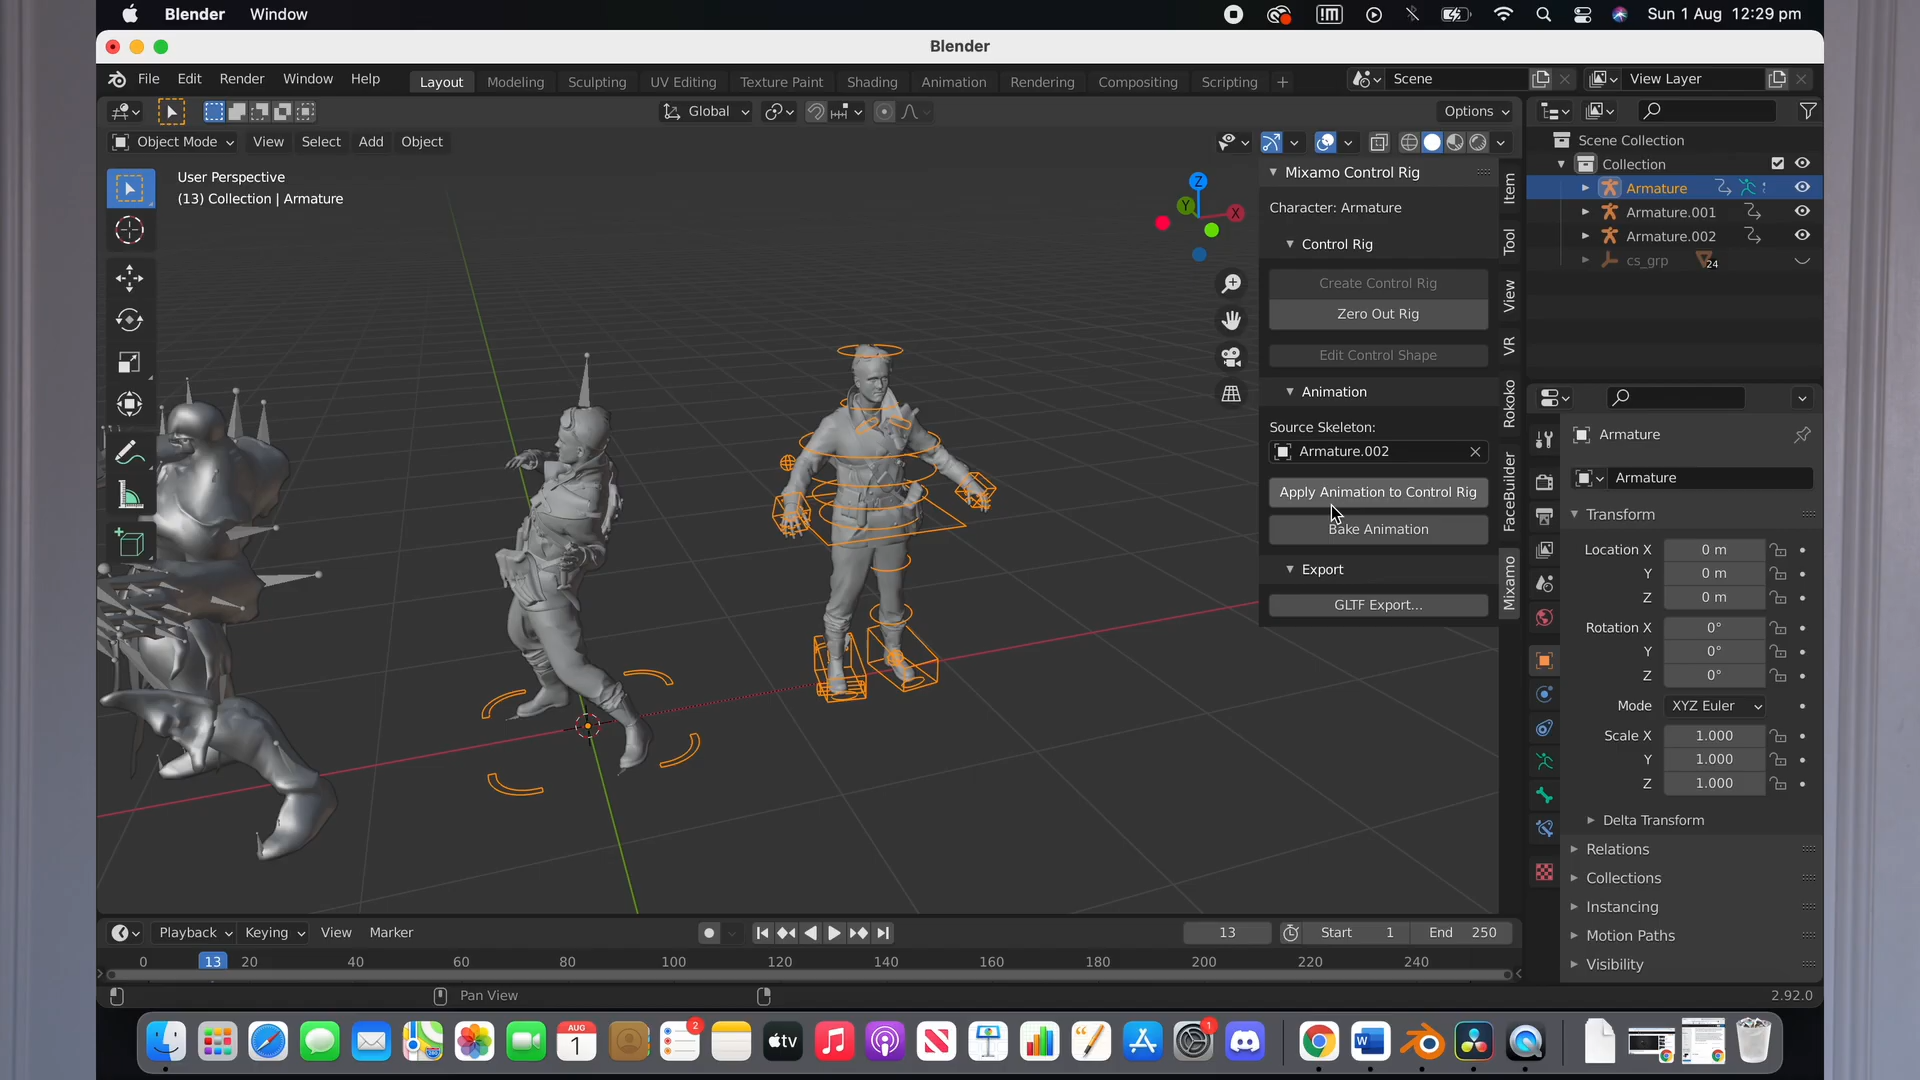 Blender Window
Sun 1 Aug 12:29 pm
Blender
File Edit Render Window Help
Layout Modeling Sculpting UV Editing Texture Paint Shading Animation Rendering Compositing Scripting +
Scene
View Layer
Global
Options
Object Mode View Select Add Object
User Perspective
(13) Collection | Armature
Z
Y
X
Mixamo Control Rig
Character: Armature
Control Rig
Create Control Rig
Zero Out Rig
Edit Control Shape
Animation
Source Skeleton:
Armature.002
Apply Animation to Control Rig
Bake Animation
Export
GLTF Export...
Item
Tool
View
VR
Rokoko
FaceBuilder
Mixamo
Scene Collection
Collection
Armature
Armature.001
Armature.002
cs_grp 24
Armature
Armature
Transform
Location X 0 m
Y 0 m
Z 0 m
Rotation X 0°
Y 0°
Z 0°
Mode XYZ Euler
Scale X 1.000
Y 1.000
Z 1.000
Delta Transform
Relations
Collections
Instancing
Motion Paths
Visibility
Playback Keying View Marker
13
Start 1
End 250
0 13 20 40 60 80 100 120 140 160 180 200 220 240
Pan View
2.92.0
AUG
1
2
tv
1
W